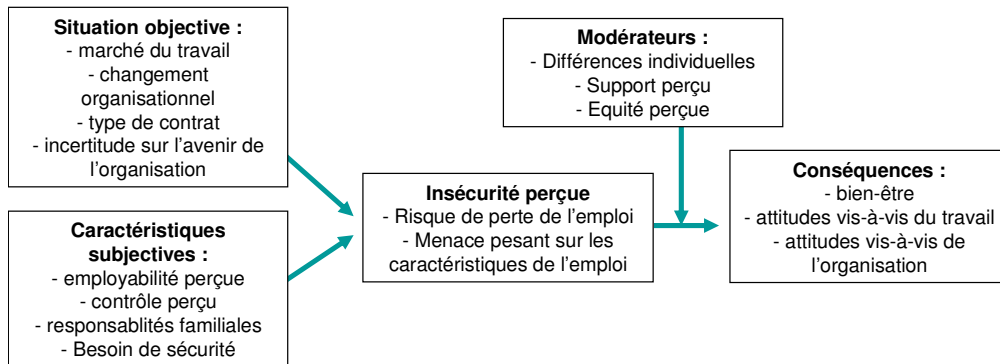 Situation objective :
- marché du travail
- changement
organisationnel
- type de contrat
- incertitude sur l'avenir de
l'organisation
Caractéristiques
subjectives :
- employabilité perçue
- contrôle perçu
- responsablités familiales
- Besoin de sécurité
Insécurité perçue
- Risque de perte de l'emploi
- Menace pesant sur les
caractéristiques de l'emploi
Modérateurs :
- Différences individuelles
- Support perçu
- Equité perçue
Conséquences :
- bien-être
- attitudes vis-à-vis du travail
- attitudes vis-à-vis de
l'organisation